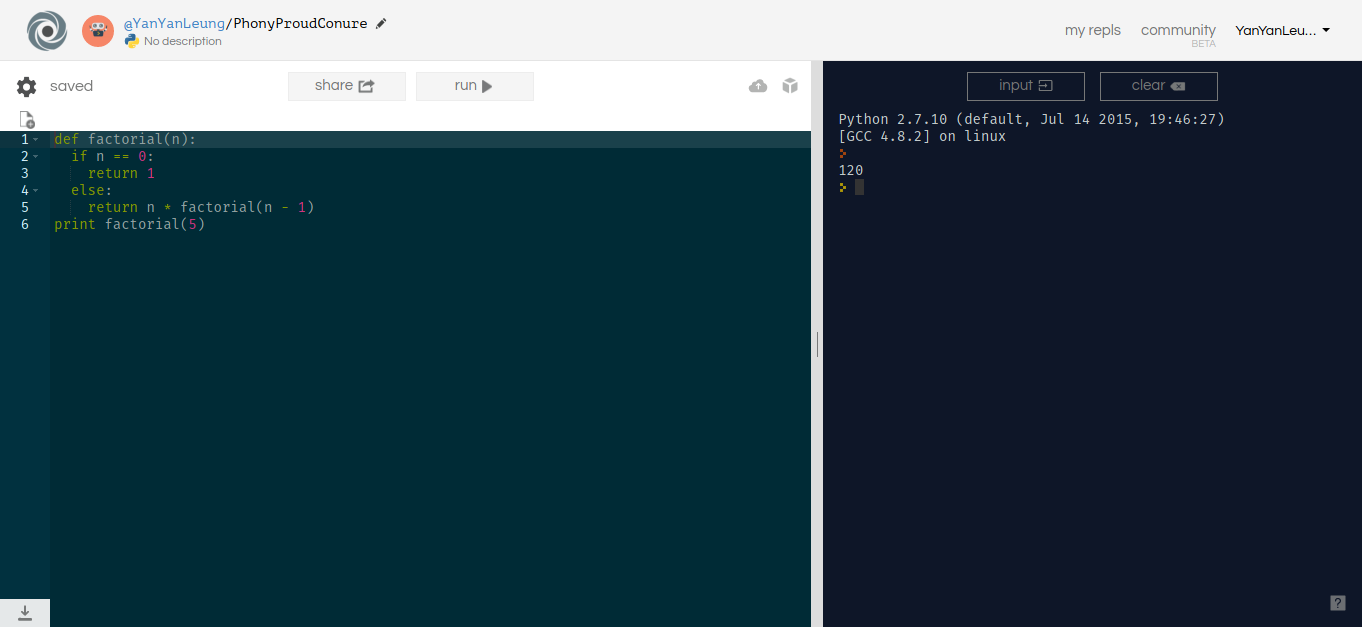 @YanYanLeung/PhonyProudConure
No description
my repls
community
BETA
YanYanLeu...
saved
share
run
1 def factorial(n):
2   if n == 0:
3     return 1
4   else:
5     return n * factorial(n - 1)
6 print factorial(5)
input
clear
Python 2.7.10 (default, Jul 14 2015, 19:46:27)
[GCC 4.8.2] on linux
120
?